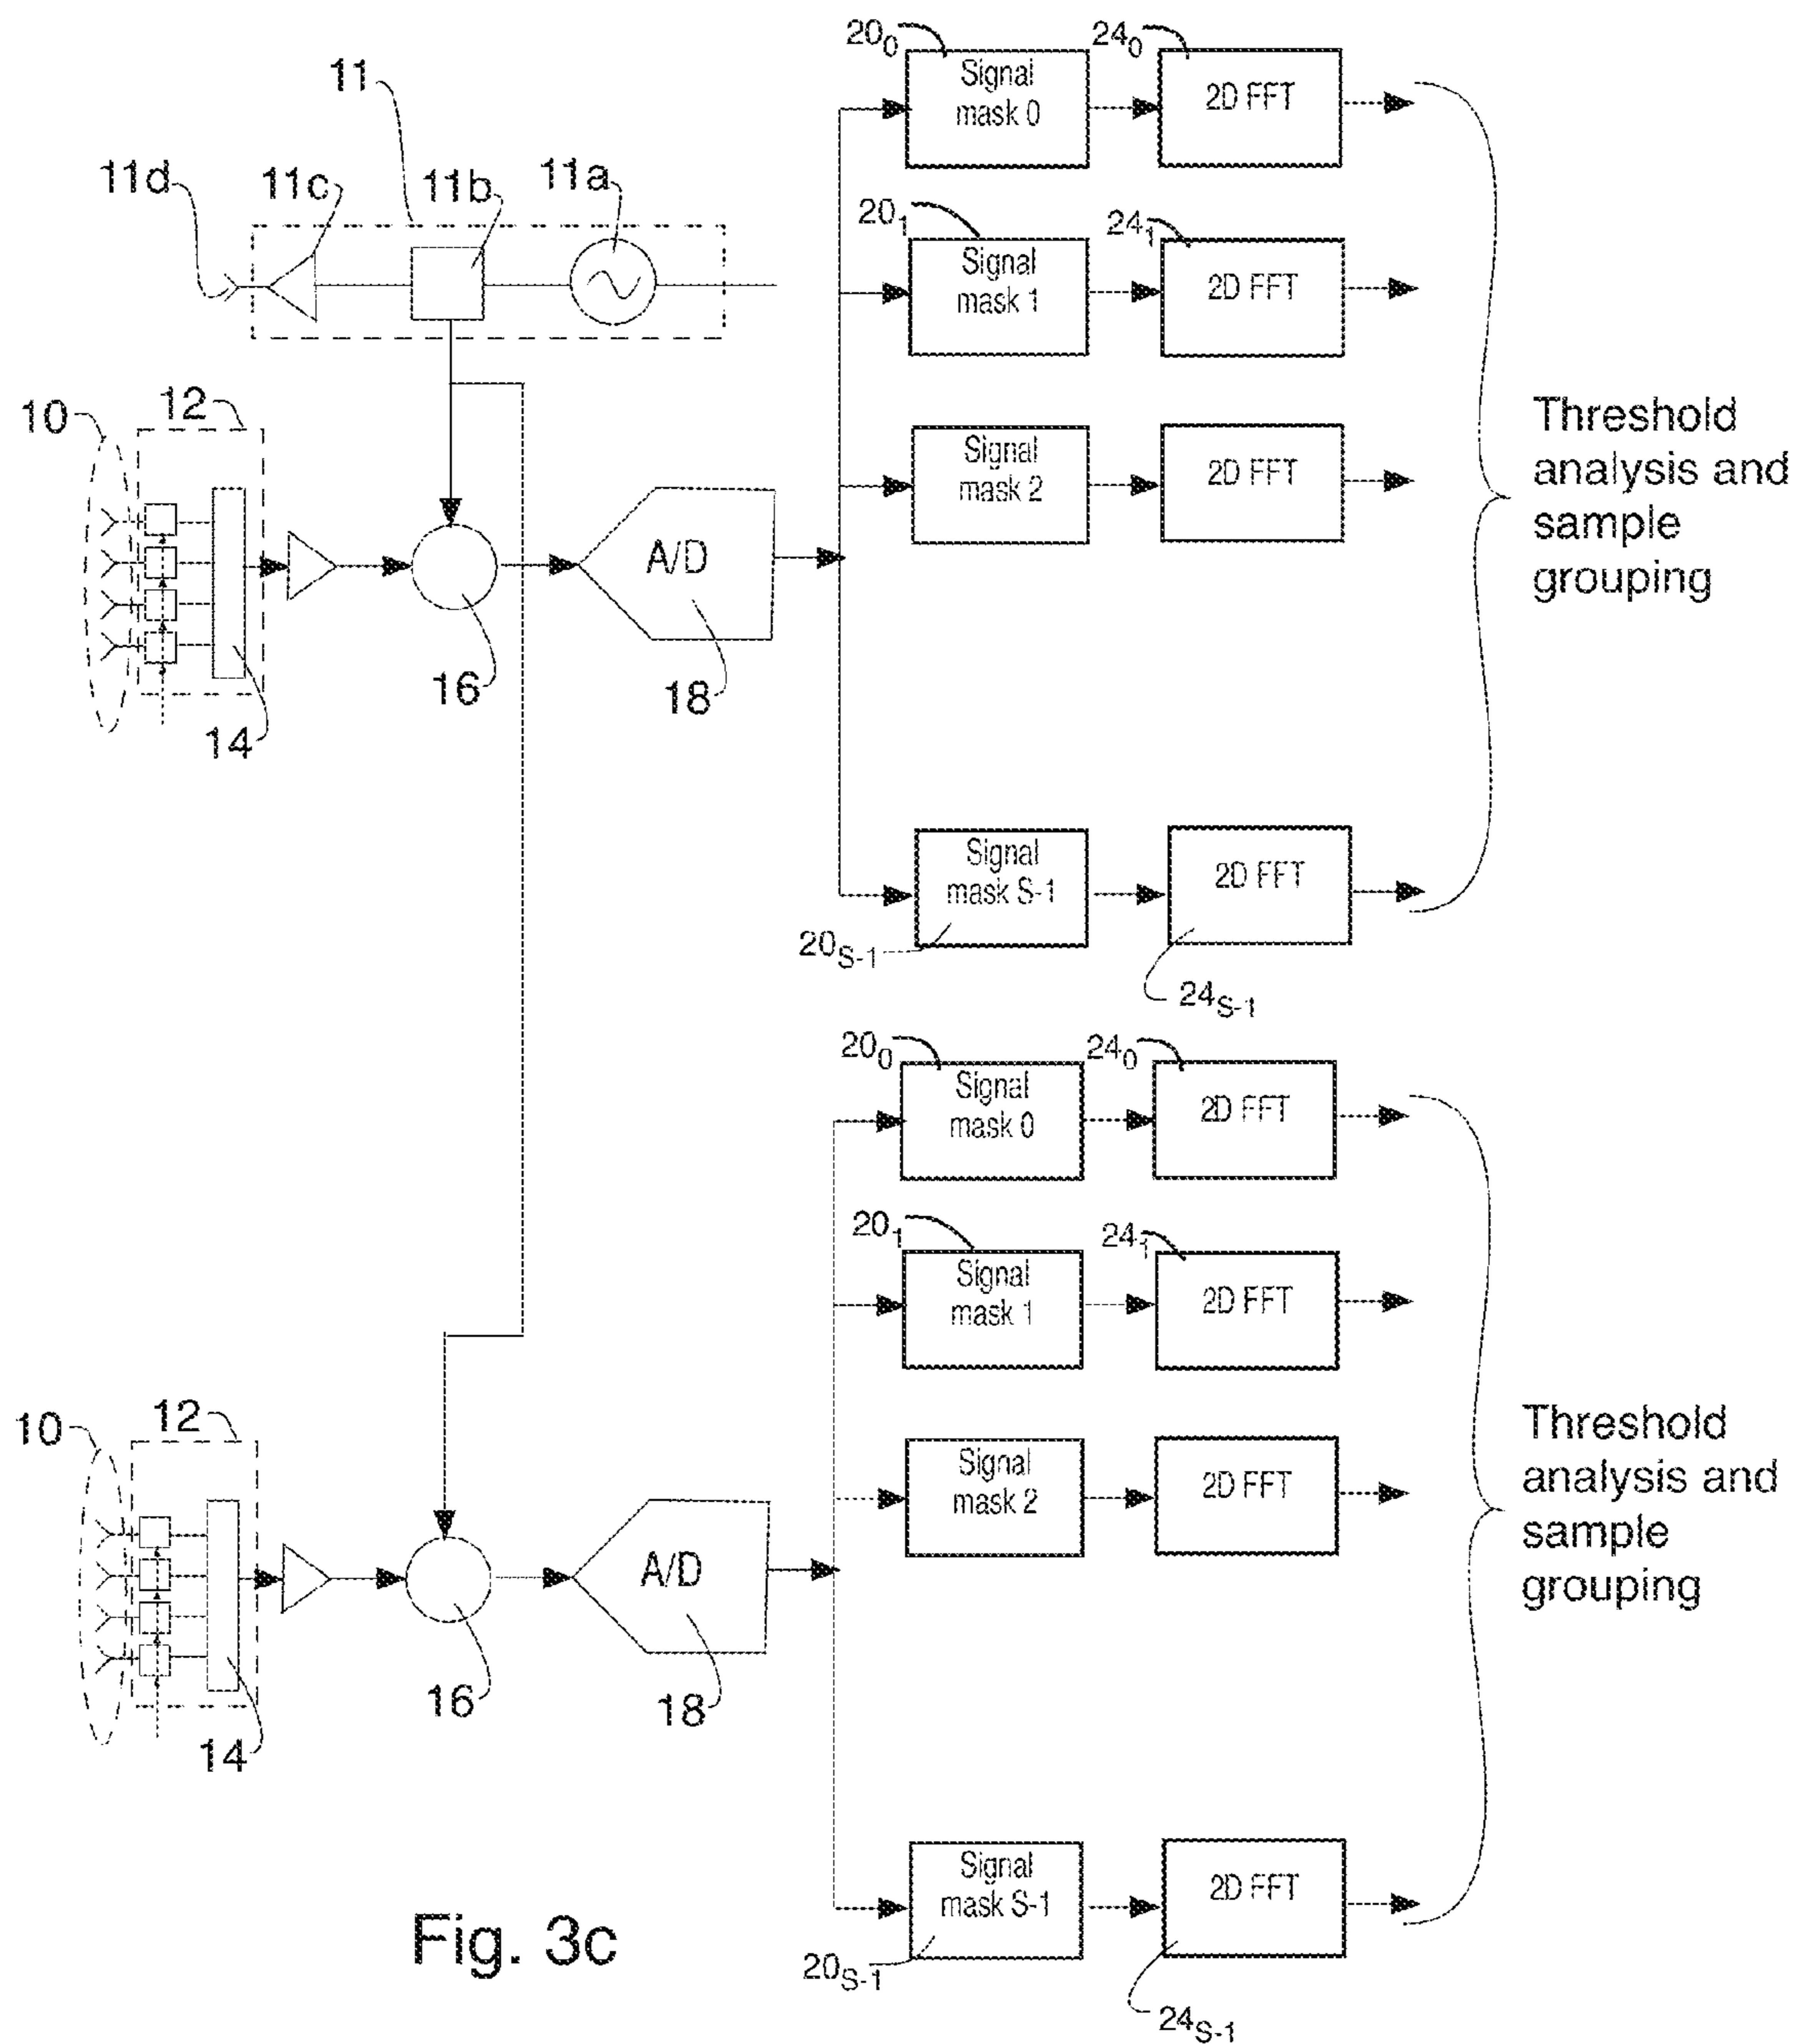 11
11d
11c
11b
11a
10
12
14
16
A/D
18
20₀
Signal
mask 0
24₀
2D FFT
20₁
Signal
mask 1
24₁
2D FFT
Signal
mask 2
2D FFT
Signal
mask S-1
20S-1
2D FFT
24S-1
Threshold
analysis and
sample
grouping
10
12
14
16
A/D
18
20₀
Signal
mask 0
24₀
2D FFT
20₁
Signal
mask 1
24₁
2D FFT
Signal
mask 2
2D FFT
Signal
mask S-1
20S-1
2D FFT
24S-1
Threshold
analysis and
sample
grouping
Fig. 3c